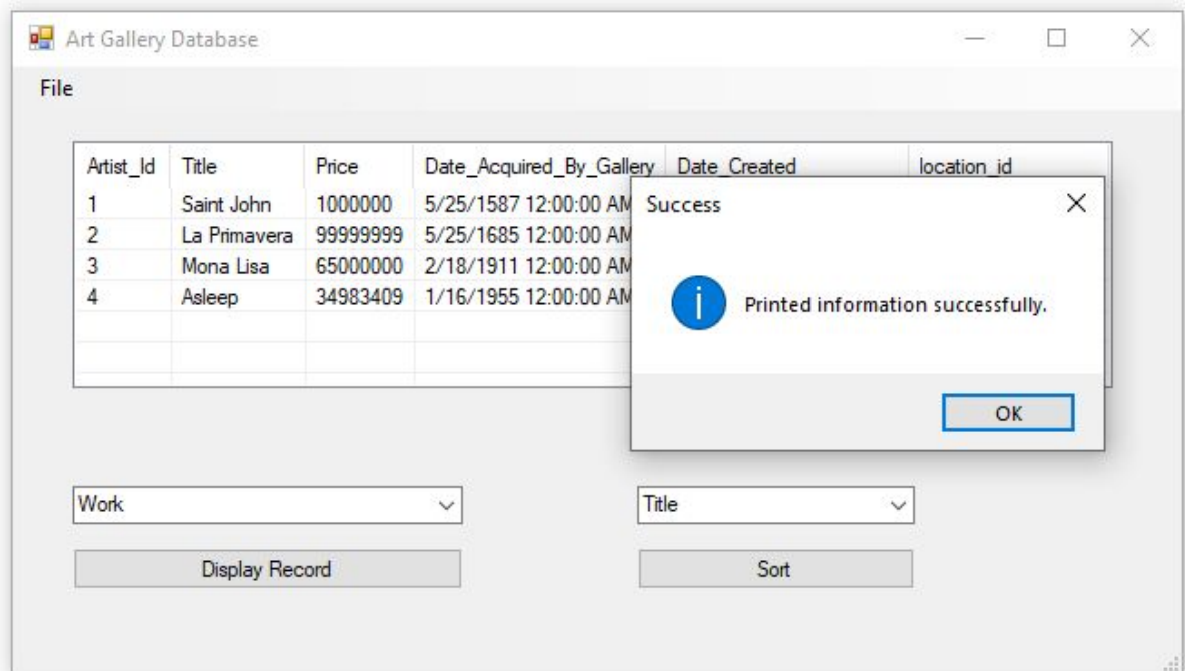 Art Gallery Database
File
Artist_Id Title Price Date_Acquired_By_Gallery Date_Created location_id
1 Saint John 1000000 5/25/1587 12:00:00 AM
2 La Primavera 99999999 5/25/1685 12:00:00 AM
3 Mona Lisa 65000000 2/18/1911 12:00:00 AM
4 Asleep 34983409 1/16/1955 12:00:00 AM
Success
Printed information successfully.
OK
Work Title
Display Record Sort